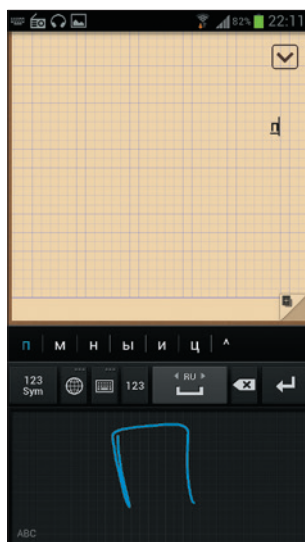 82% 22:11
п
п м н ы и ц ^
123 Sym 123 RU
П
ABC